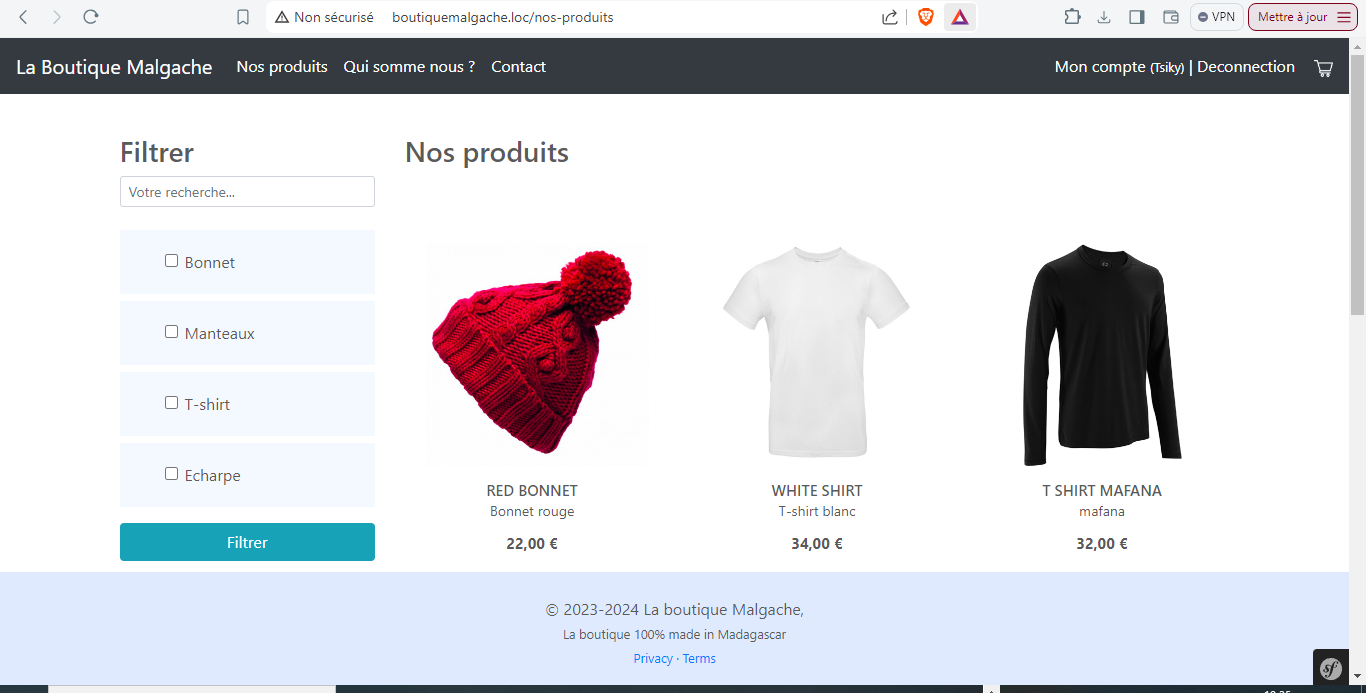 Non sécurisé boutiquemalgache.loc/nos-produits VPN Mettre à jour
La Boutique Malgache Nos produits Qui somme nous ? Contact Mon compte (Tsiky) | Deconnection
Filtrer
Votre recherche...
Bonnet
Manteaux
T-shirt
Echarpe
Filtrer
Nos produits
RED BONNET
Bonnet rouge
22,00 €
WHITE SHIRT
T-shirt blanc
34,00 €
T SHIRT MAFANA
mafana
32,00 €
© 2023-2024 La boutique Malgache,
La boutique 100% made in Madagascar
Privacy · Terms
sf